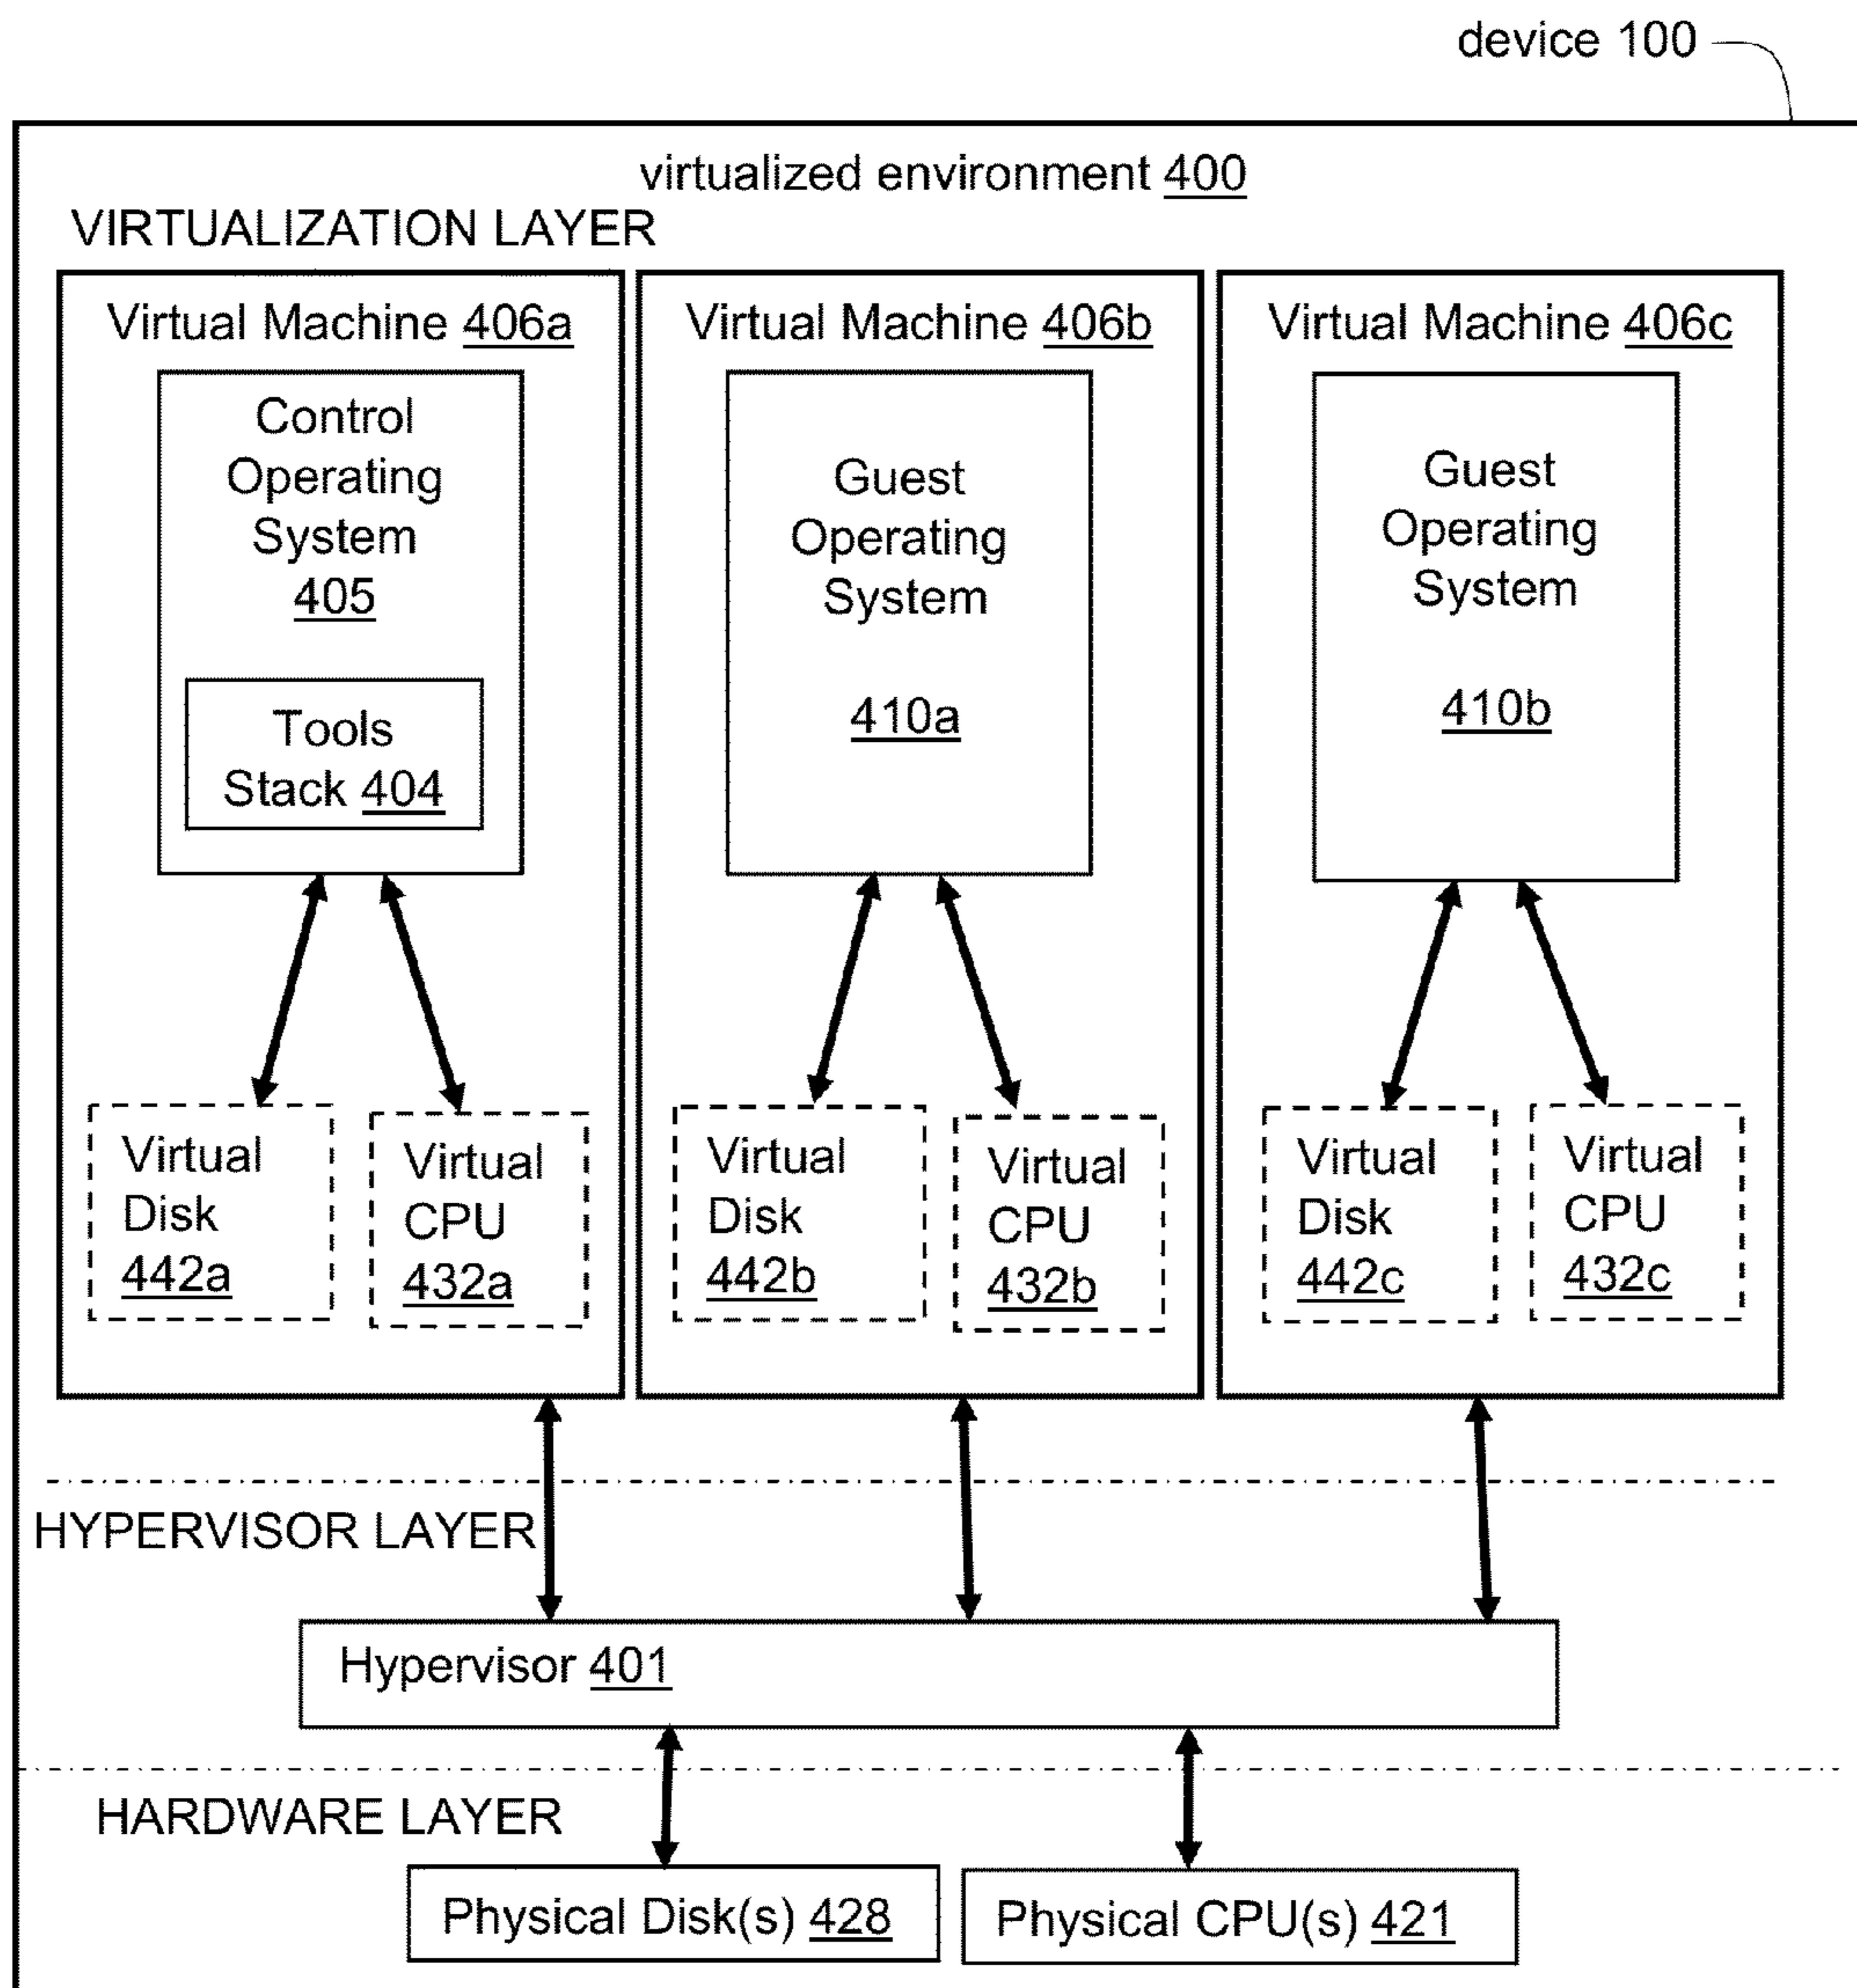 device 100
virtualized environment 400
VIRTUALIZATION LAYER
Virtual Machine 406a
Control
Operating
System
405
Tools
Stack 404
Virtual
Disk
442a
Virtual
CPU
432a
Virtual Machine 406b
Guest
Operating
System
410a
Virtual
Disk
442b
Virtual
CPU
432b
Virtual Machine 406c
Guest
Operating
System
410b
Virtual
Disk
442c
Virtual
CPU
432c
HYPERVISOR LAYER
Hypervisor 401
HARDWARE LAYER
Physical Disk(s) 428
Physical CPU(s) 421